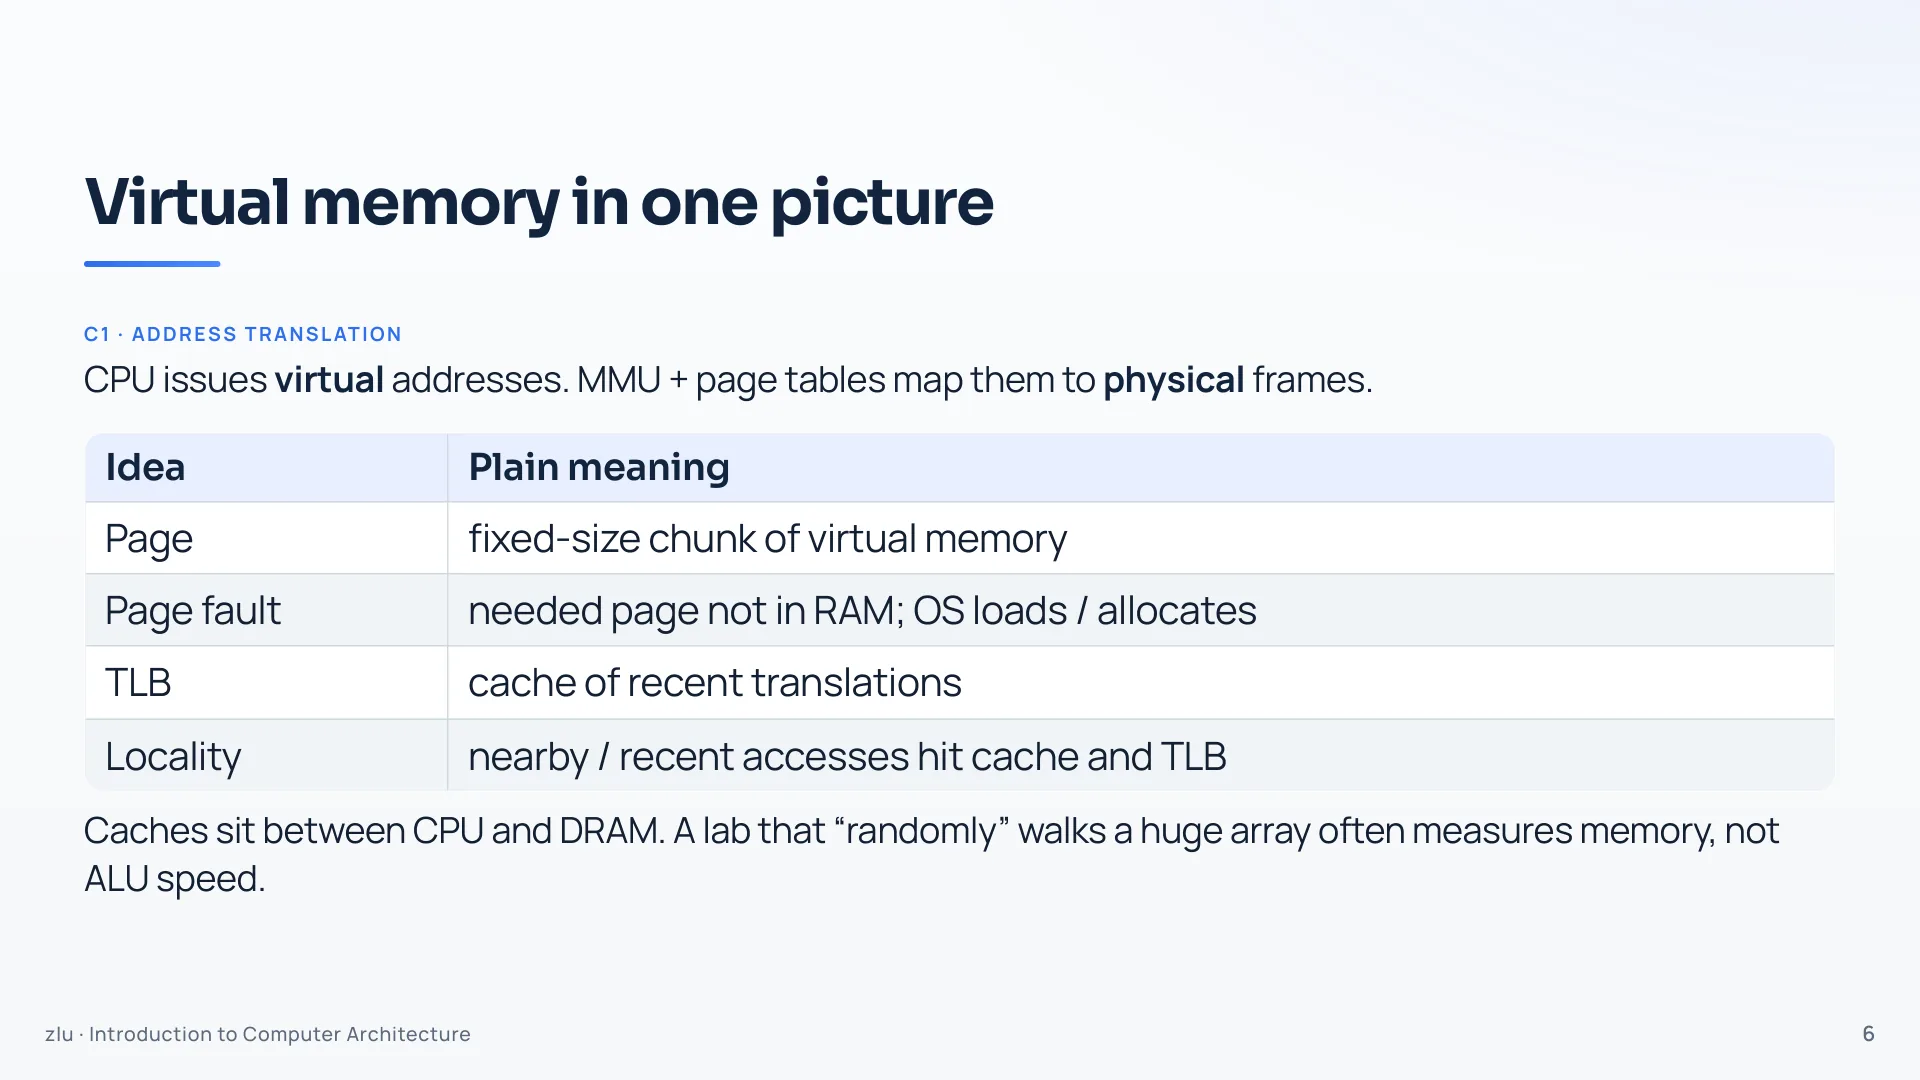 Virtual memory in one picture
C1 · ADDRESS TRANSLATION
CPU issues virtual addresses. MMU + page tables map them to physical frames.
Idea Plain meaning
Page fixed-size chunk of virtual memory
Page fault needed page not in RAM; OS loads / allocates
TLB cache of recent translations
Locality nearby / recent accesses hit cache and TLB
Caches sit between CPU and DRAM. A lab that “randomly” walks a huge array often measures memory, not
ALU speed.
zlu · Introduction to Computer Architecture 6